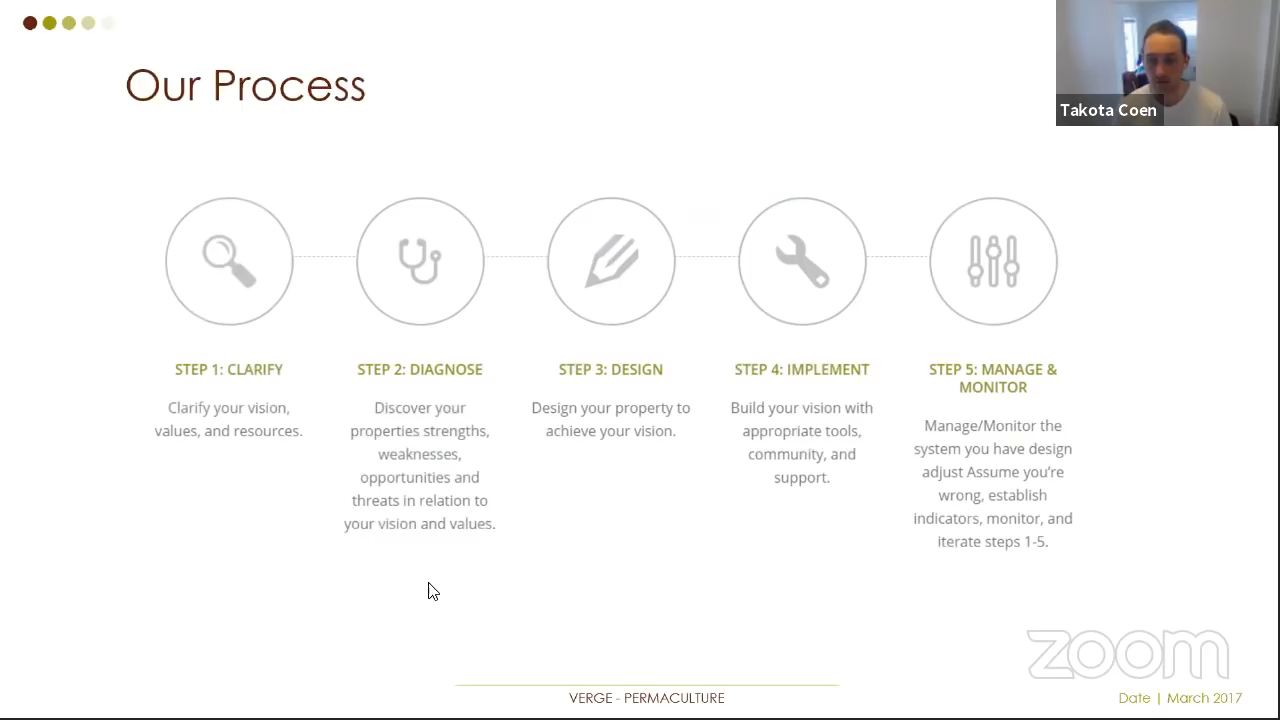 Our Process
Takota Coen
STEP 1: CLARIFY
Clarify your vision,
values, and resources.
STEP 2: DIAGNOSE
Discover your
properties strengths,
weaknesses,
opportunities and
threats in relation to
your vision and values.
STEP 3: DESIGN
Design your property to
achieve your vision.
STEP 4: IMPLEMENT
Build your vision with
appropriate tools,
community, and
support.
STEP 5: MANAGE &
MONITOR
Manage/Monitor the
system you have design
adjust Assume you’re
wrong, establish
indicators, monitor, and
iterate steps 1-5.
zoom
VERGE - PERMACULTURE
Date | March 2017